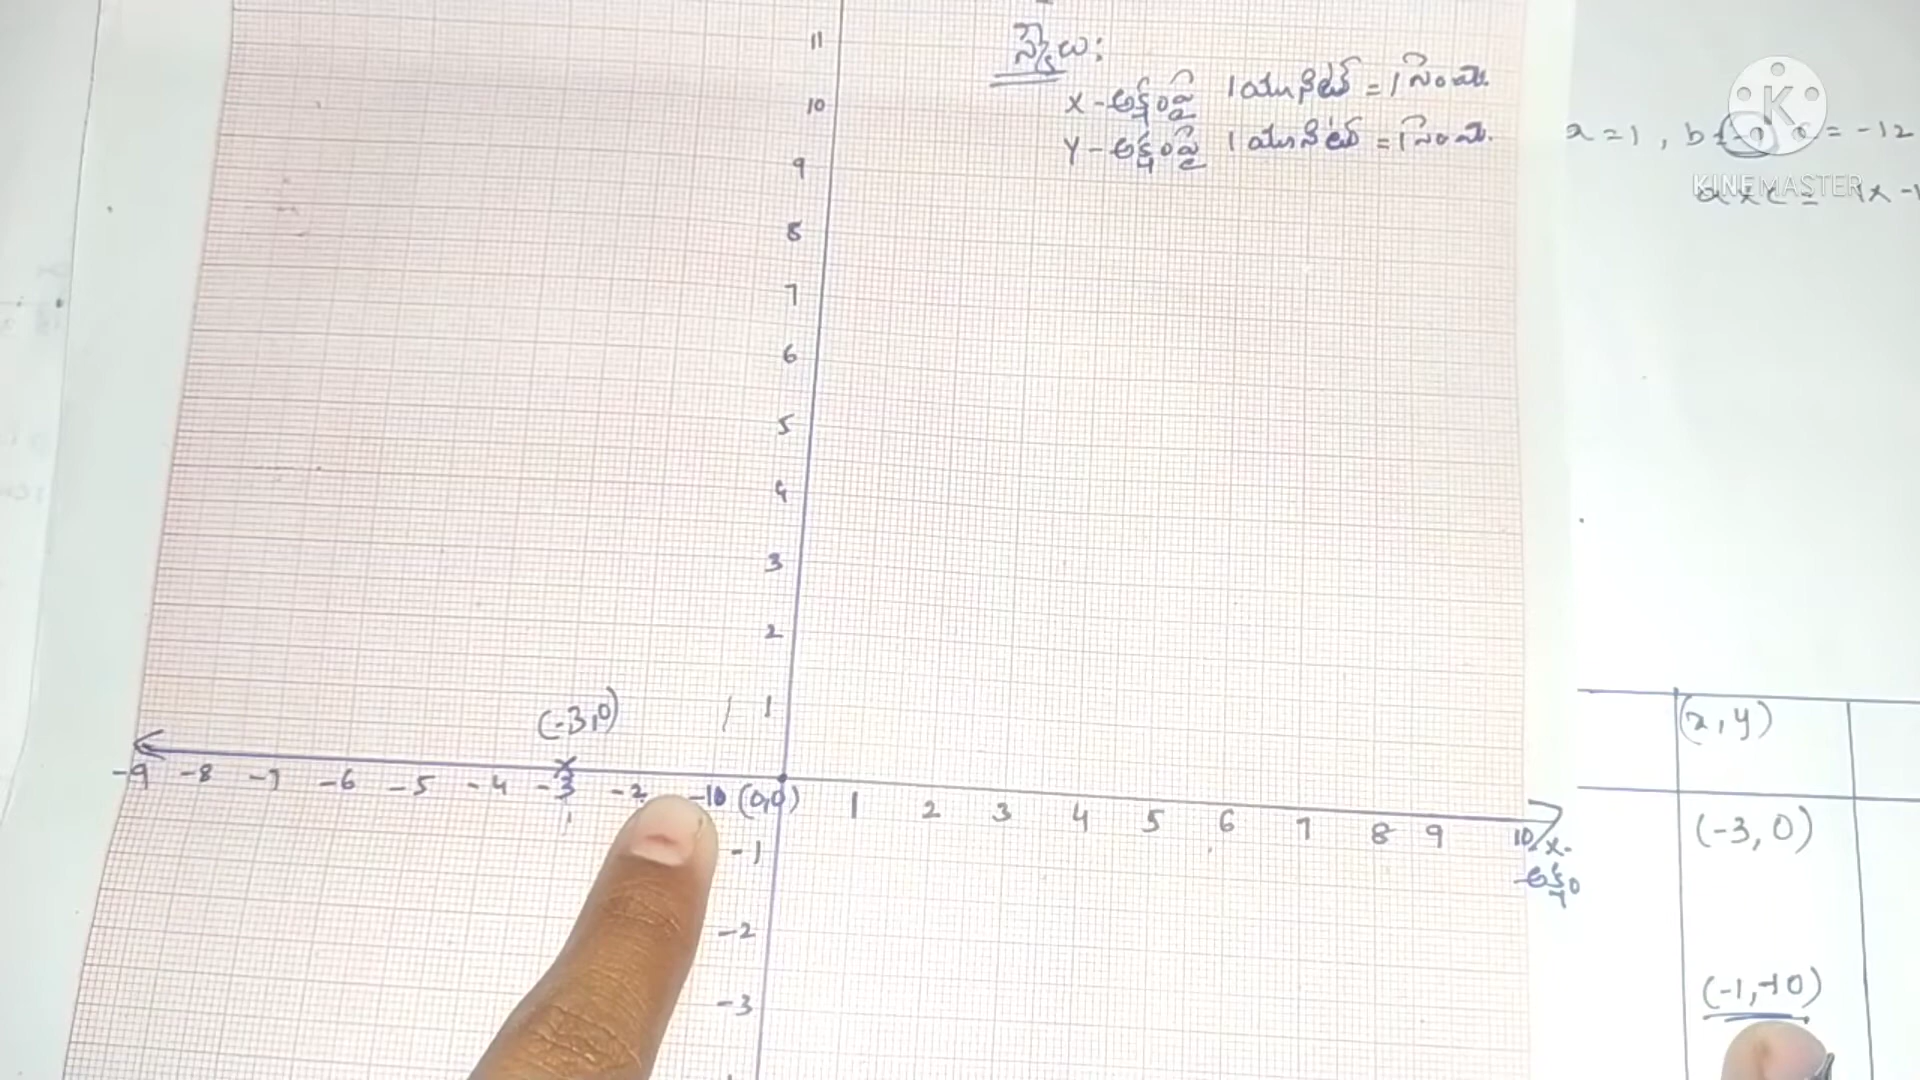 స్కేలు:
X-అక్షంపై 1 యూనిట్ = 1 సెం.మీ.
Y-అక్షంపై 1 యూనిట్ = 1 సెం.మీ.
a = 1, b = -12
KINEMASTER
11
10
9
8
7
6
5
4
3
2
1
(-3,0)
-9 -8 -7 -6 -5 -4 -3 -2 (0,0) 1 2 3 4 5 6 7 8 9 10 X-
అక్షం
-1
-2
-3
(x, y)
(-3, 0)
(-1,-10)